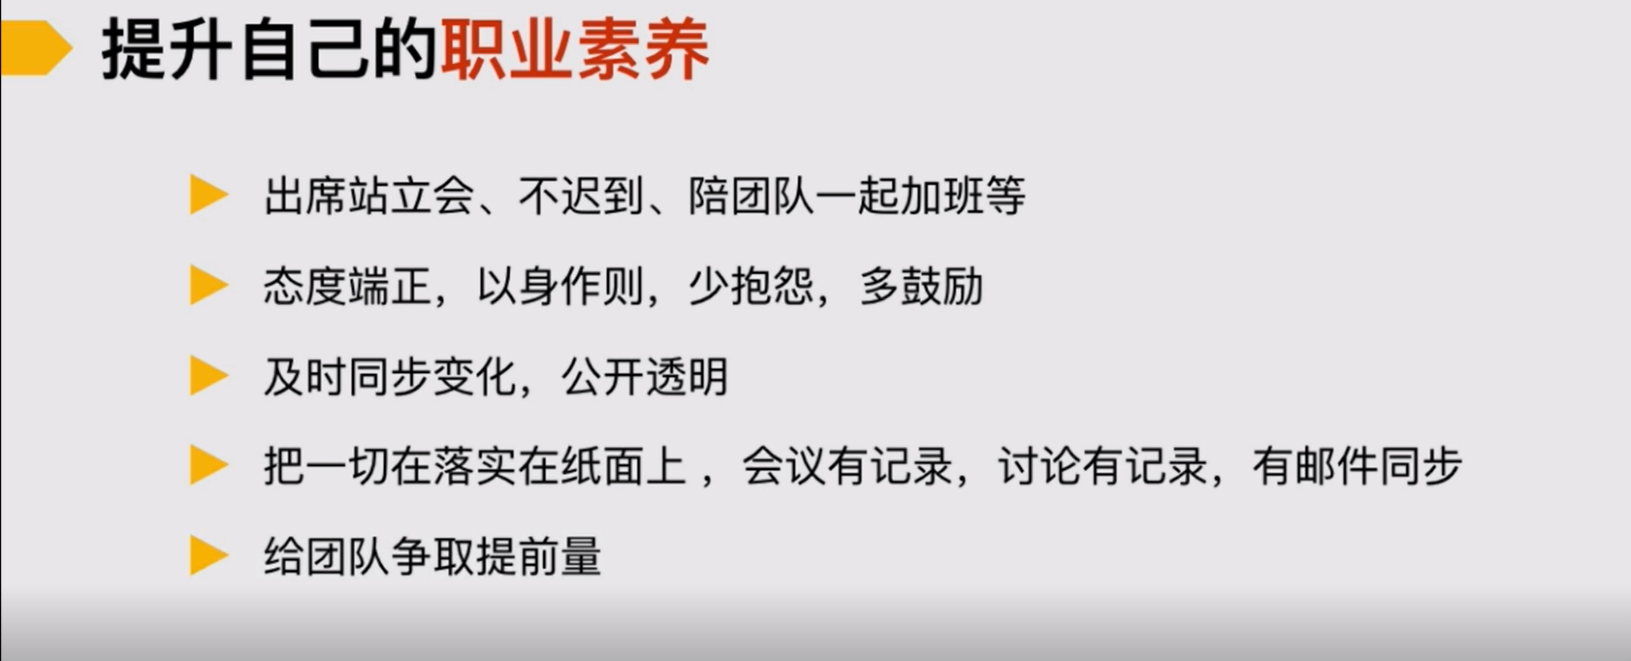 提升自己的职业素养
出席站立会、不迟到、陪团队一起加班等
态度端正，以身作则，少抱怨，多鼓励
及时同步变化，公开透明
把一切在落实在纸面上 ，会议有记录，讨论有记录，有邮件同步
给团队争取提前量